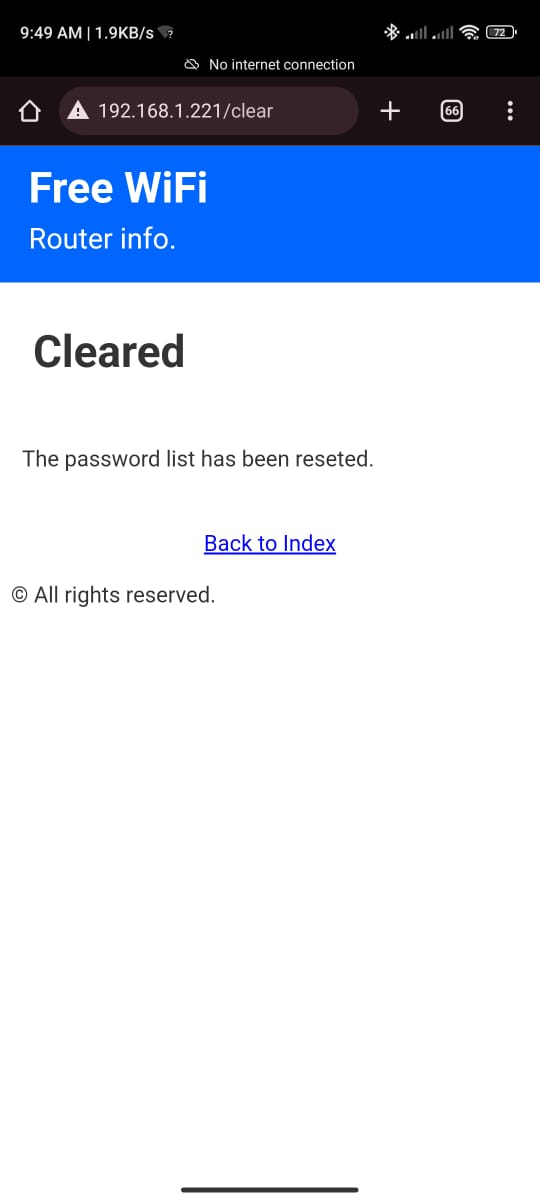 9:49 AM | 1.9KB/s
72
No internet connection
192.168.1.221/clear
66
Free WiFi
Router info.
Cleared
The password list has been reseted.
Back to Index
© All rights reserved.